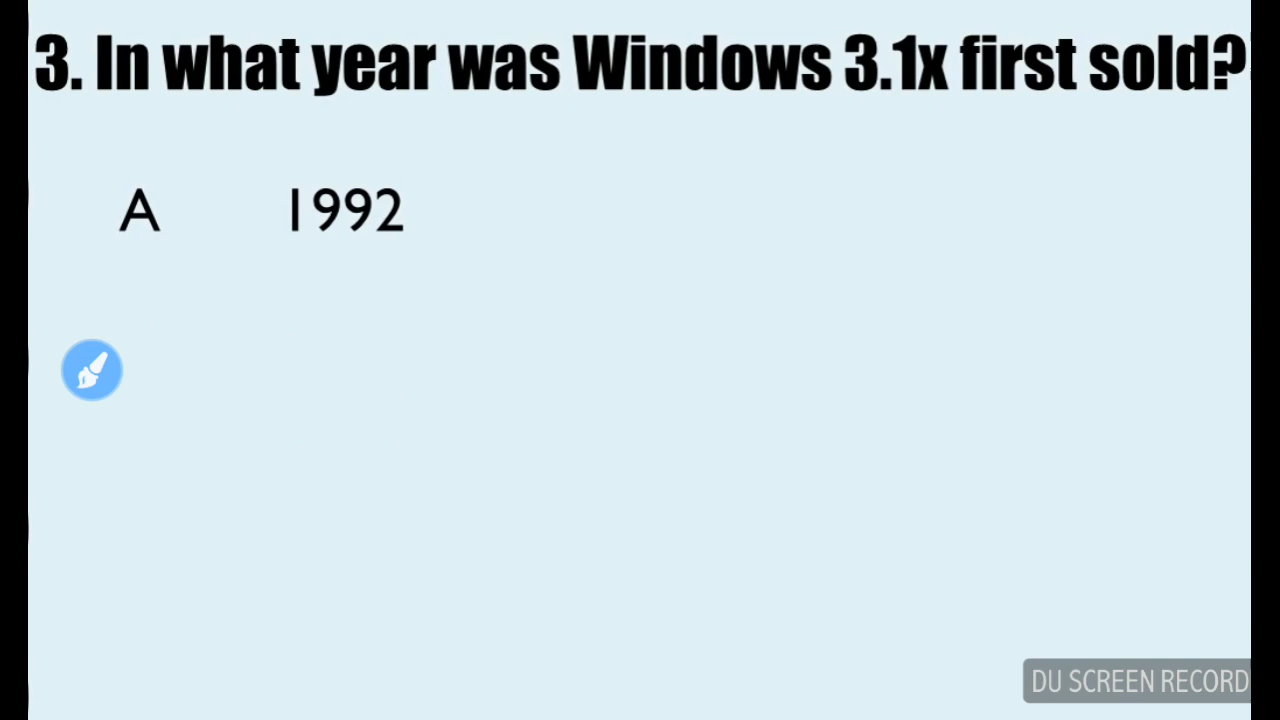 3. In what year was Windows 3.1x first sold?
A 1992
DU SCREEN RECORD